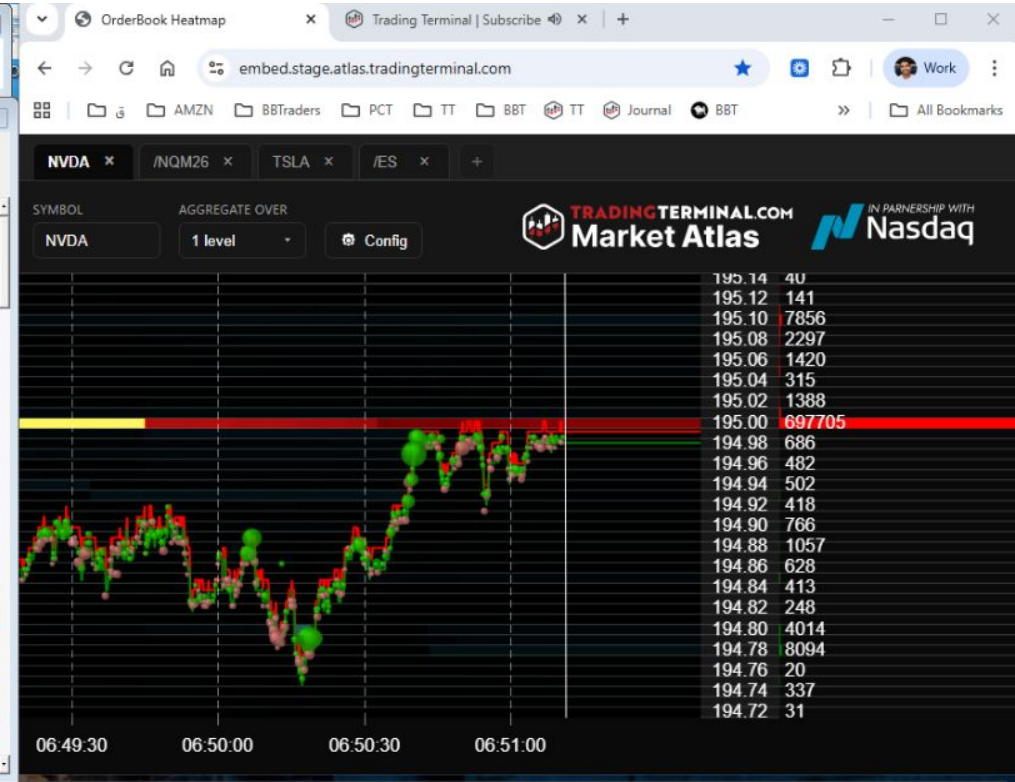 OrderBook Heatmap
Trading Terminal | Subscribe
embed.stage.atlas.tradingterminal.com
Work
ق
AMZN
BBTraders
PCT
TT
BBT
TT
Journal
BBT
All Bookmarks
NVDA
/NQM26
TSLA
/ES
SYMBOL
AGGREGATE OVER
NVDA
1 level
Config
TRADINGTERMINAL.COM
Market Atlas
IN PARNERSHIP WITH
Nasdaq
195.14 40
195.12 141
195.10 7856
195.08 2297
195.06 1420
195.04 315
195.02 1388
195.00 697705
194.98 686
194.96 482
194.94 502
194.92 418
194.90 766
194.88 1057
194.86 628
194.84 413
194.82 248
194.80 4014
194.78 8094
194.76 20
194.74 337
194.72 31
06:49:30
06:50:00
06:50:30
06:51:00